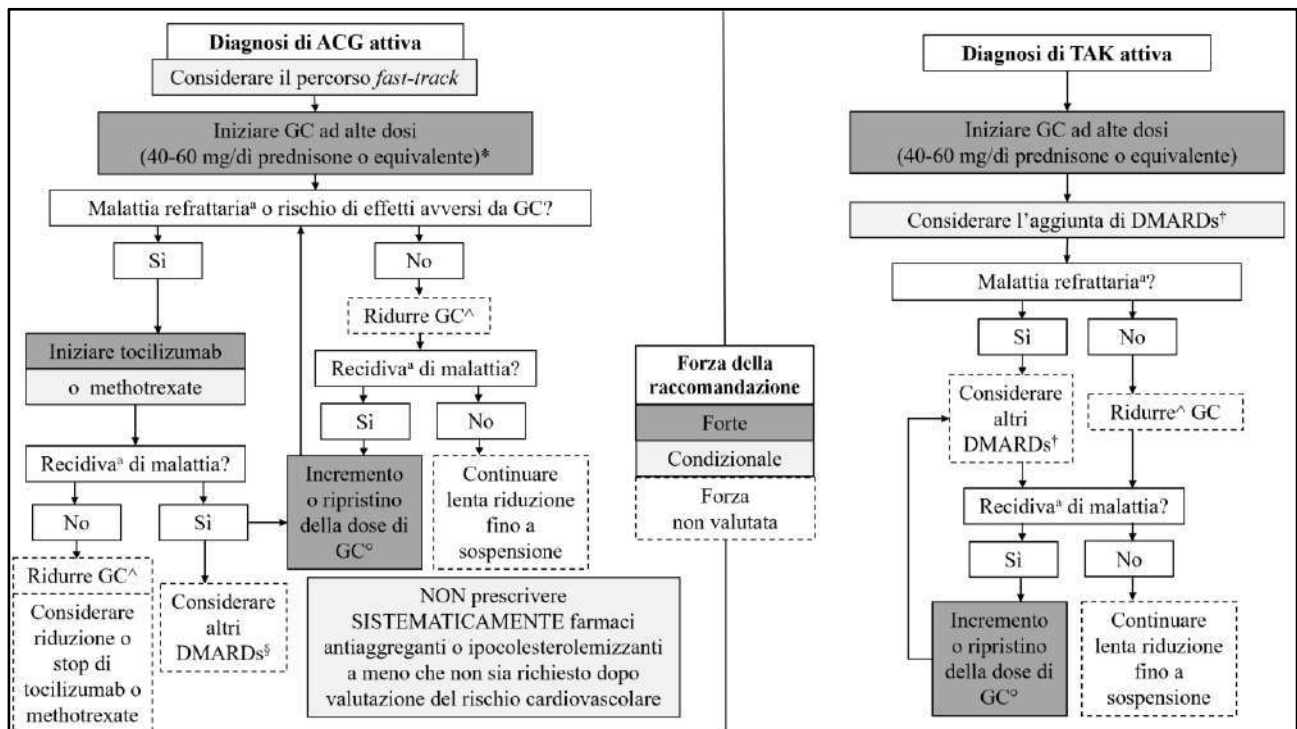 Diagnosi di ACG attiva
Considerare il percorso fast-track
Iniziare GC ad alte dosi
(40-60 mg/dì prednisone o equivalente)*
Malattia refrattariaª o rischio di effetti avversi da GC?
Sì
No
Ridurre GC^
Iniziare tocilizumab
o methotrexate
Recidivaª di malattia?
Sì
No
Recidivaª di malattia?
No
Sì
Incremento
o ripristino
della dose di
GC°
Continuare
lenta riduzione
fino a
sospensione
Ridurre GC^
Considerare
riduzione o
stop di
tocilizumab o
methotrexate
Considerare
altri
DMARDs§
NON prescrivere
SISTEMATICAMENTE farmaci
antiaggreganti o ipocolesterolemizzanti
a meno che non sia richiesto dopo
valutazione del rischio cardiovascolare
Forza della
raccomandazione
Forte
Condizionale
Forza
non valutata
Diagnosi di TAK attiva
Iniziare GC ad alte dosi
(40-60 mg/dì prednisone o equivalente)
Considerare l'aggiunta di DMARDs†
Malattia refrattariaª?
Sì
No
Considerare
altri
DMARDs†
Ridurre^ GC
Recidivaª di malattia?
Sì
No
Incremento
o ripristino
della dose di
GC°
Continuare
lenta riduzione
fino a
sospensione